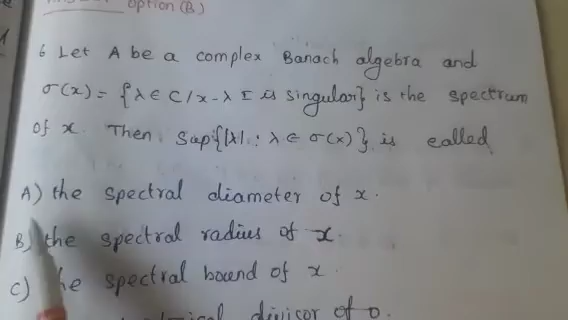 option (B)
6 Let A be a complex Banach algebra and
σ(x) = {λ ∈ C/x-λ I is singular} is the spectrum
of x. Then Sup{|λ| : λ ∈ σ(x)} is called
A) the spectral diameter of x.
B) the spectral radius of x.
C) the spectral bound of x.
divisor of 0.